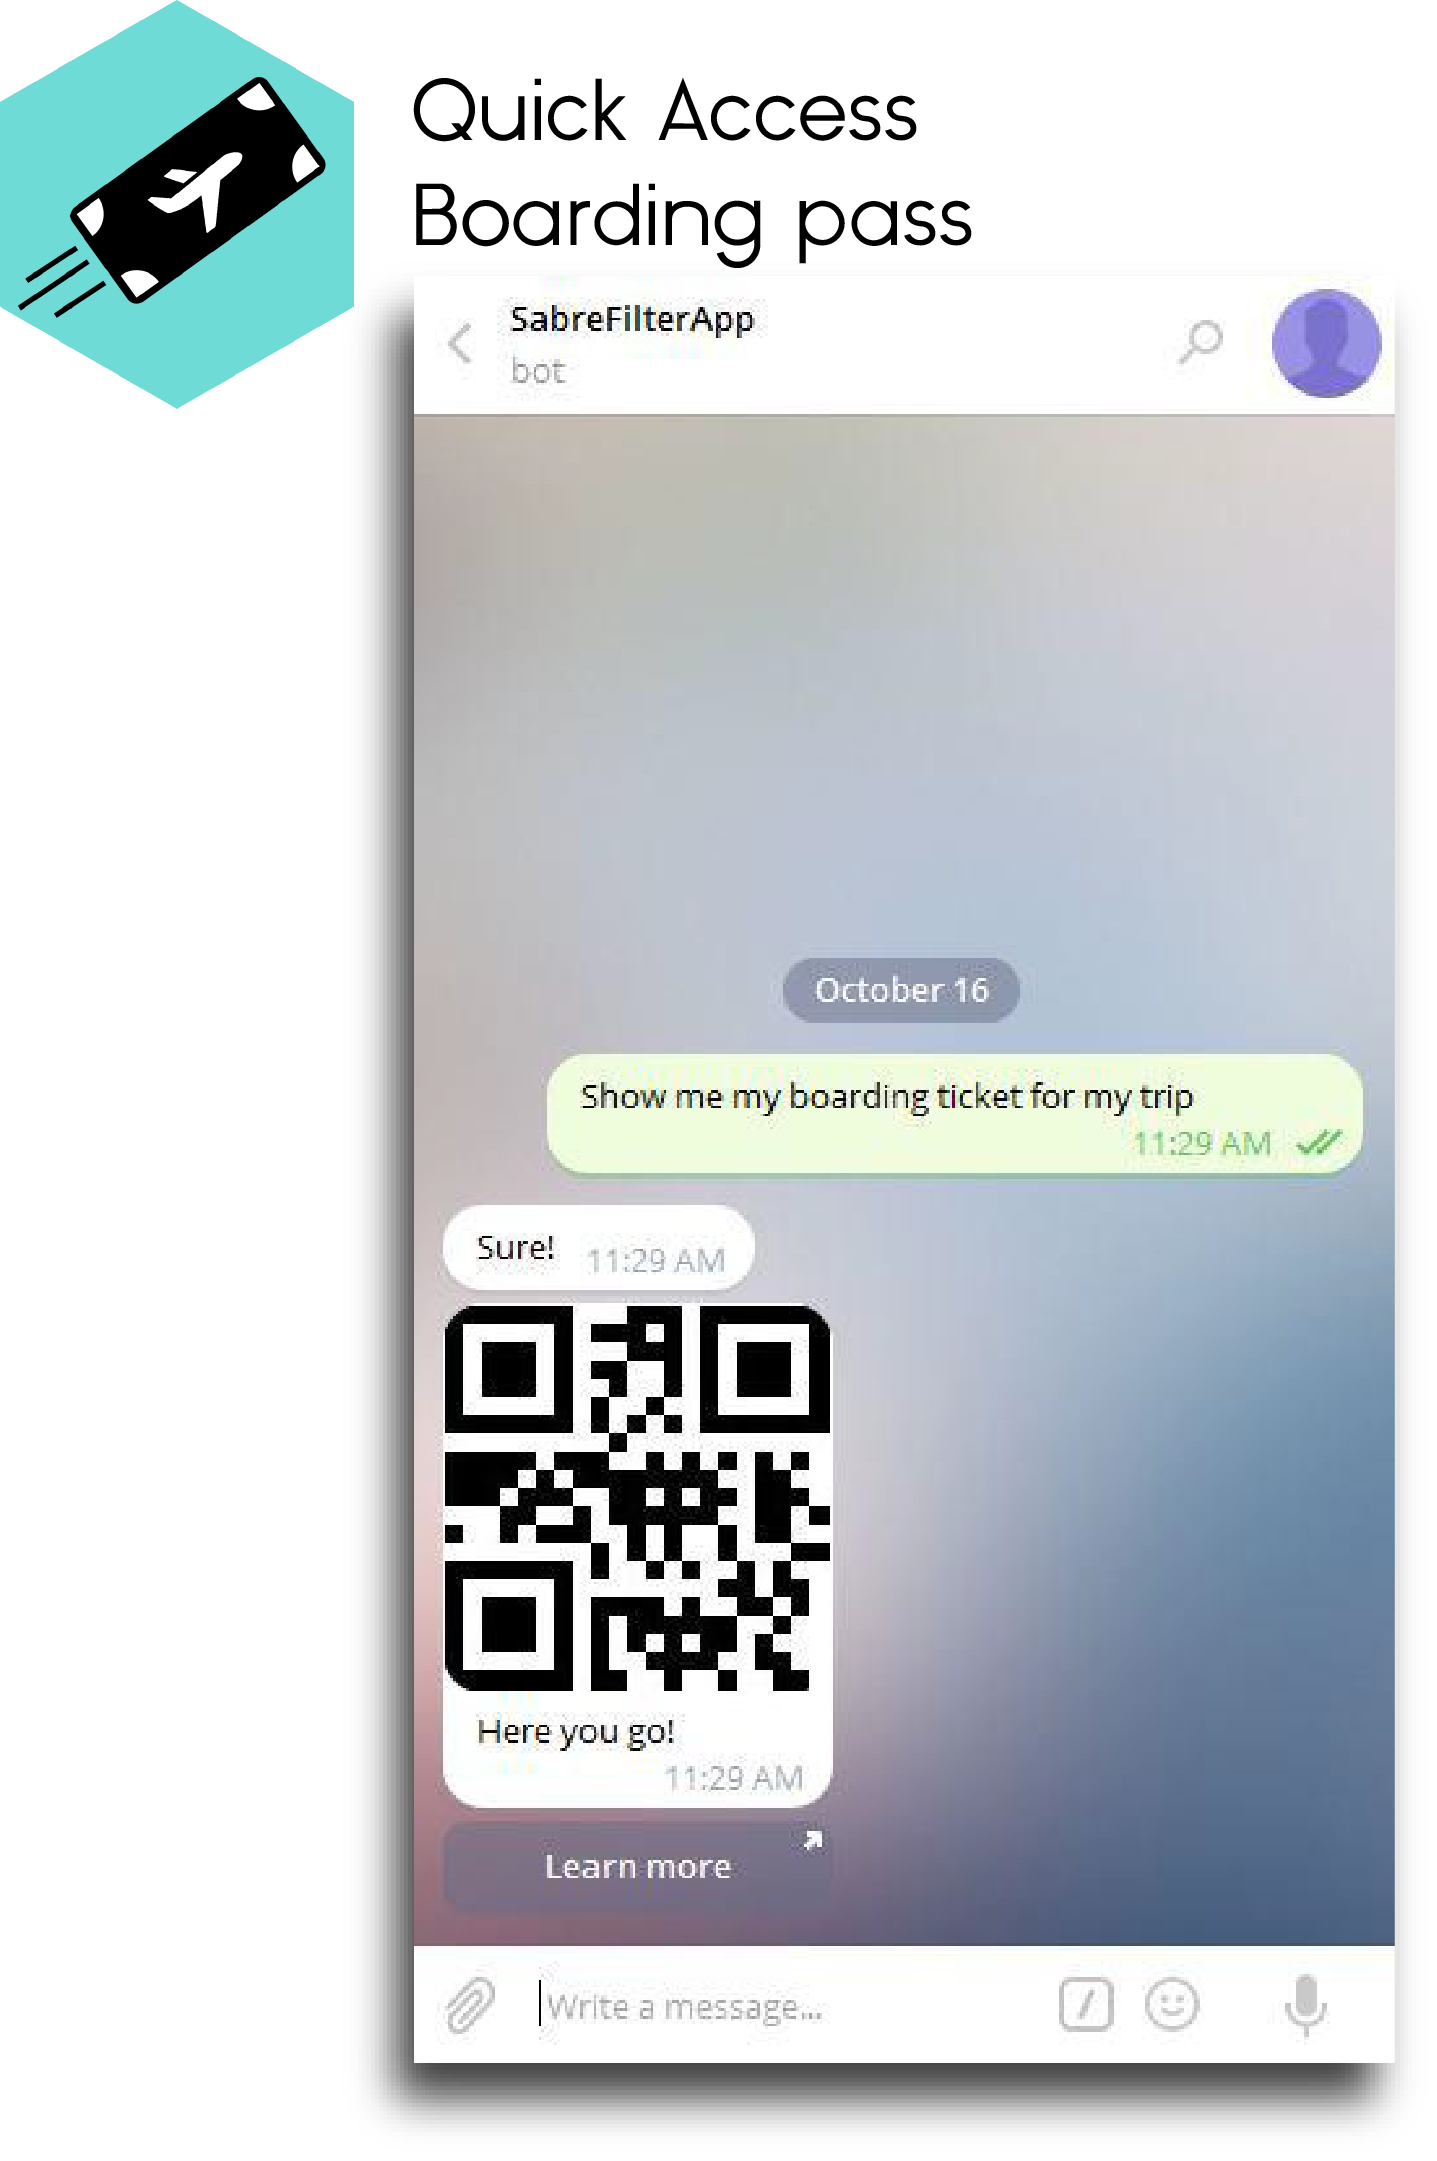 Quick Access
Boarding pass
SabreFilterApp
bot
October 16
Show me my boarding ticket for my trip
11:29 AM
Sure! 11:29 AM
Here you go!
11:29 AM
Learn more
Write a message...